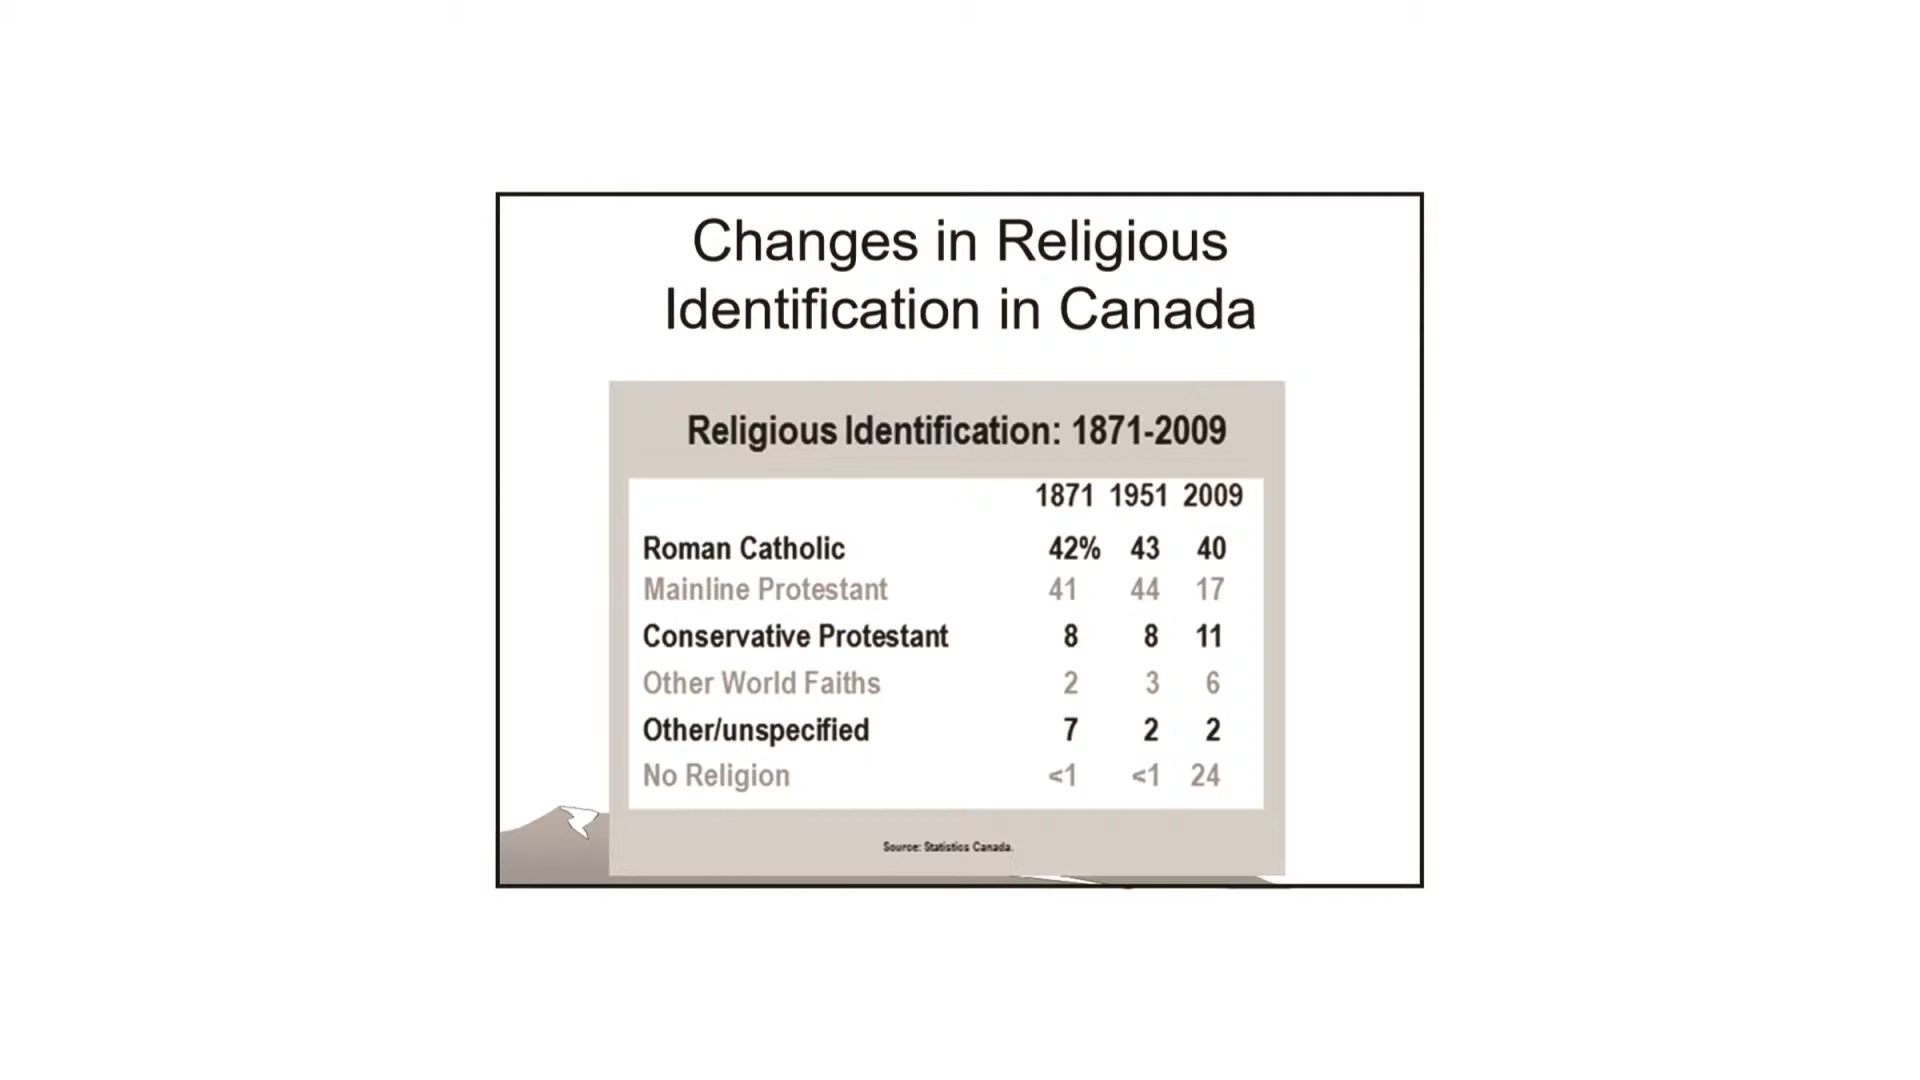 Changes in Religious
Identification in Canada
Religious Identification: 1871-2009
1871 1951 2009
Roman Catholic 42% 43 40
Mainline Protestant 41 44 17
Conservative Protestant 8 8 11
Other World Faiths 2 3 6
Other/unspecified 7 2 2
No Religion <1 <1 24
Source: Statistics Canada.